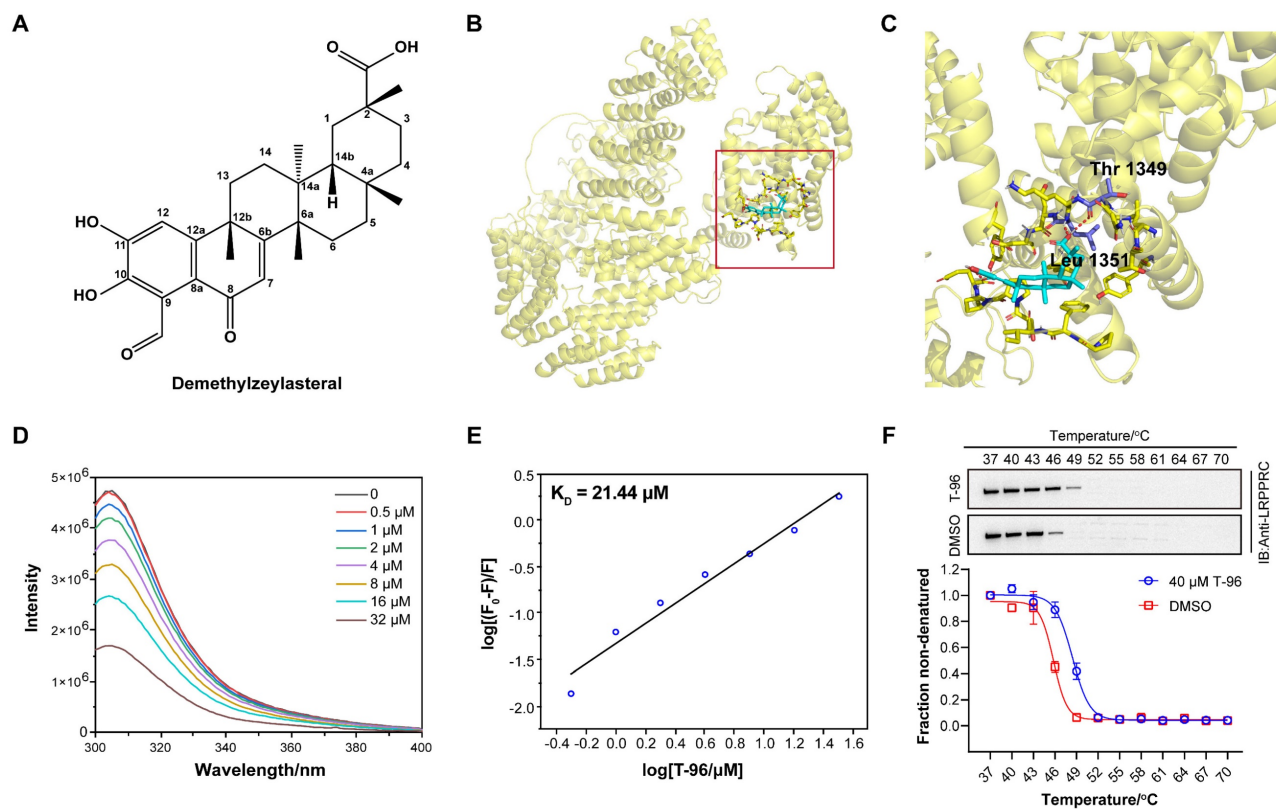 A
O
OH
1
2
3
14
14b
4
13
14a
4a
H
5
HO
12
12b
6a
11
12a
6b
6
10
8a
7
HO
9
8
O
O
Demethylzeylasteral
B
C
Thr 1349
Leu 1351
D
5×10⁶
4×10⁶
3×10⁶
2×10⁶
1×10⁶
0
300 320 340 360 380 400
Intensity
Wavelength/nm
0
0.5 µM
1 µM
2 µM
4 µM
8 µM
16 µM
32 µM
E
K_D = 21.44 µM
0.5
0.0
-0.5
-1.0
-1.5
-2.0
-0.4 -0.2 0.0 0.2 0.4 0.6 0.8 1.0 1.2 1.4 1.6
log[(F₀-F)/F]
log[T-96/µM]
F
Temperature/°C
37 40 43 46 49 52 55 58 61 64 67 70
T-96
DMSO
IB:Anti-LRPPRC
1.2
1.0
0.8
0.6
0.4
0.2
0.0
40 µM T-96
DMSO
Fraction non-denatured
37 40 43 46 49 52 55 58 61 64 67 70
Temperature/°C